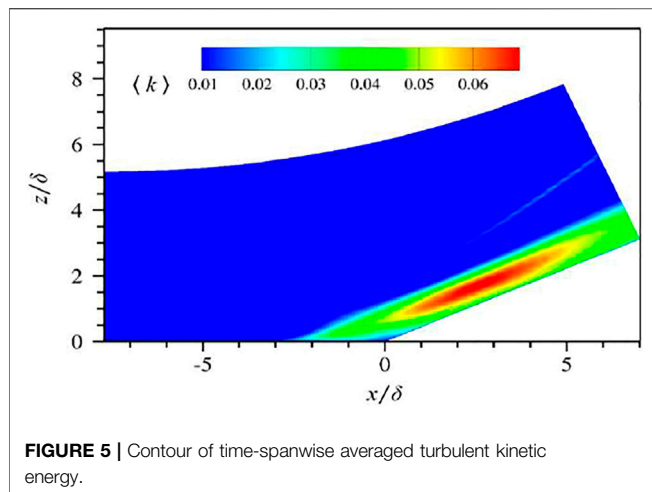 8
6
4
2
0
z/δ
⟨ k ⟩
0.01 0.02 0.03 0.04 0.05 0.06
-5 0 5
x/δ
FIGURE 5 | Contour of time-spanwise averaged turbulent kinetic
energy.